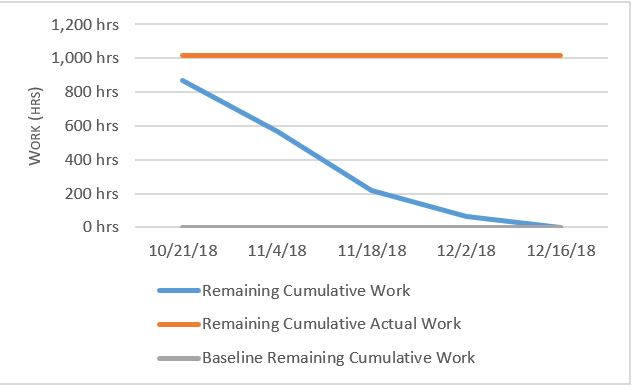 1,200 hrs
1,000 hrs
800 hrs
600 hrs
400 hrs
200 hrs
0 hrs
WORK (HRS)
10/21/18 11/4/18 11/18/18 12/2/18 12/16/18
Remaining Cumulative Work
Remaining Cumulative Actual Work
Baseline Remaining Cumulative Work